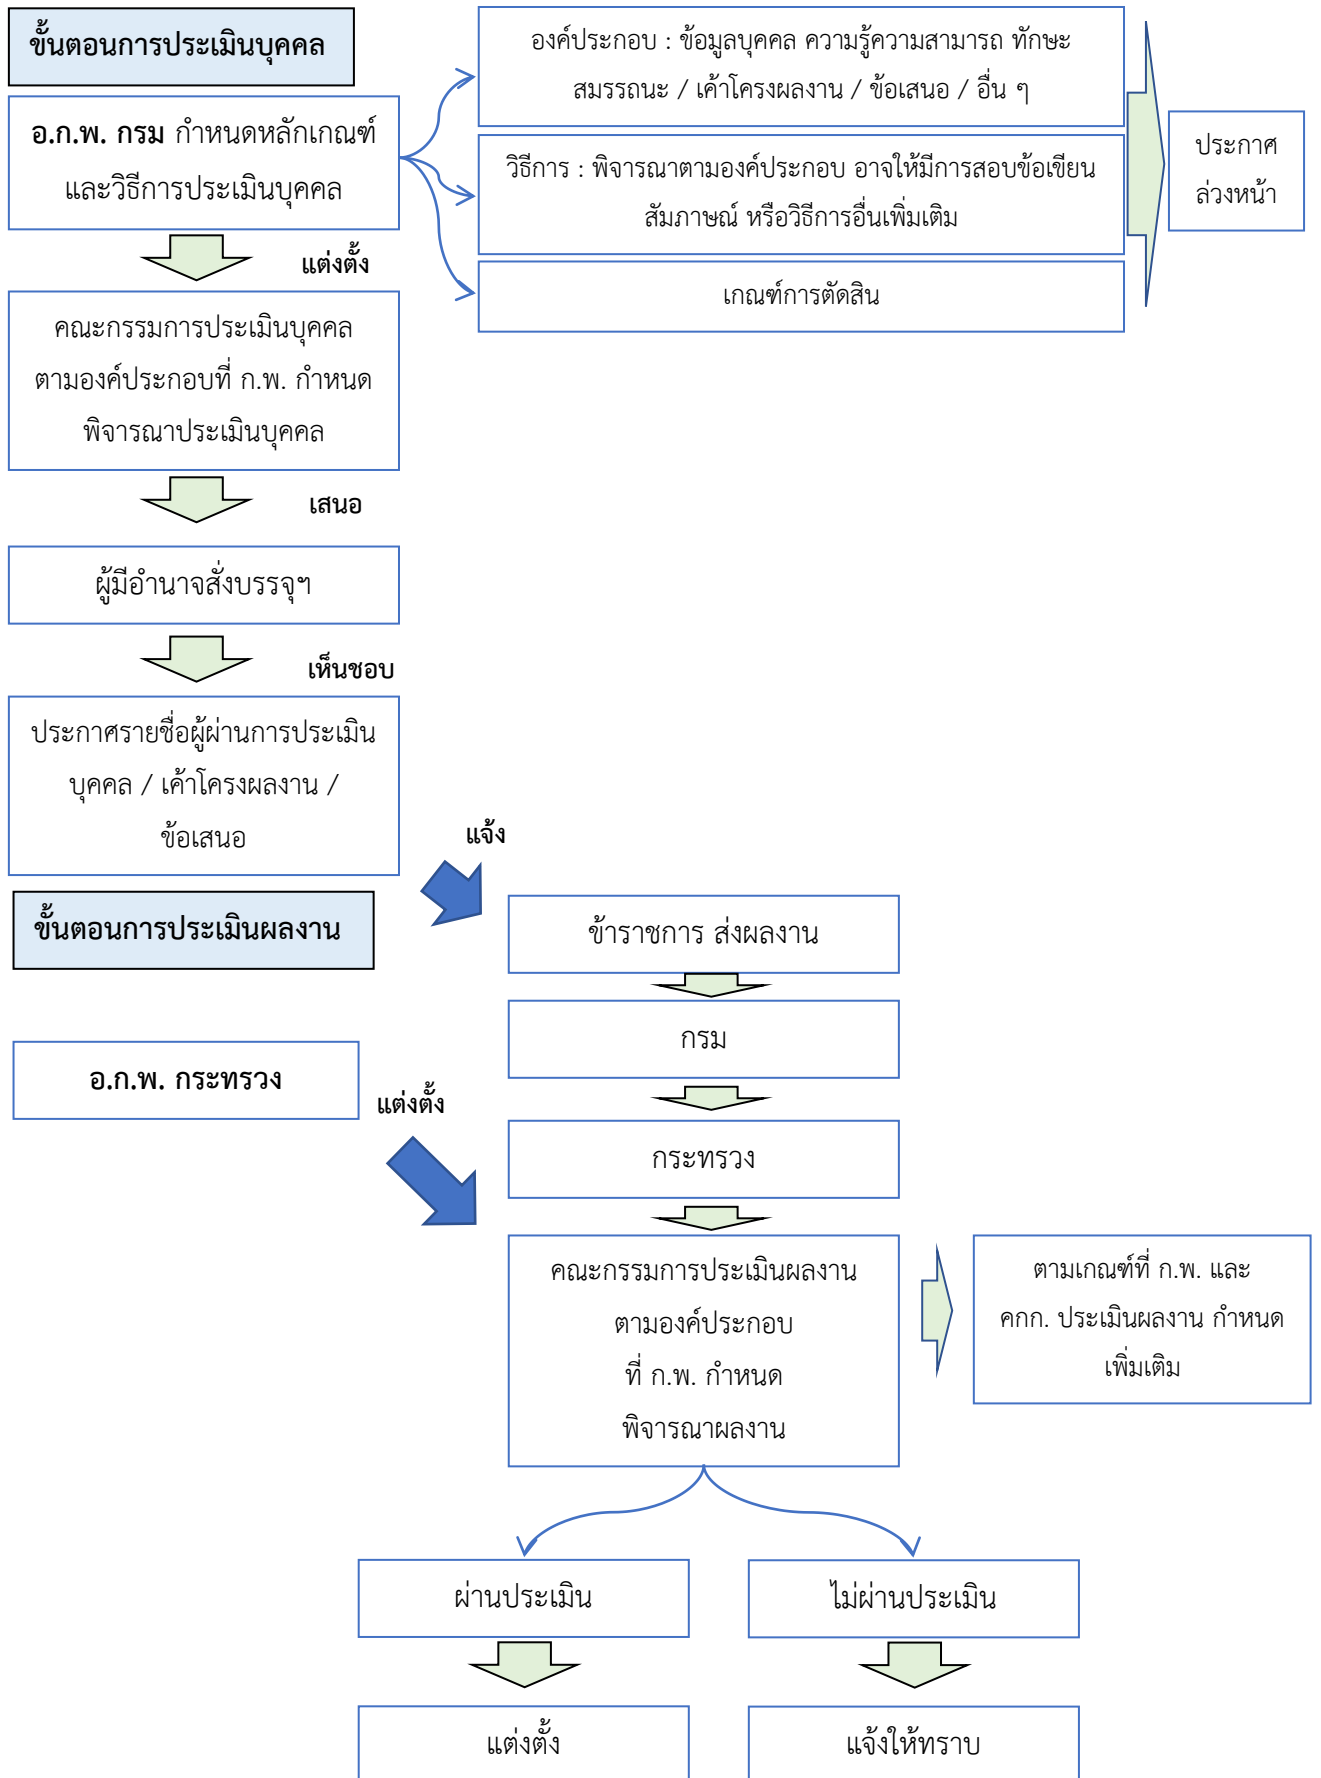 ขั้นตอนการประเมินบุคคล
อ.ก.พ. กรม กำหนดหลักเกณฑ์
และวิธีการประเมินบุคคล
องค์ประกอบ : ข้อมูลบุคคล ความรู้ความสามารถ ทักษะ
สมรรถนะ / เค้าโครงผลงาน / ข้อเสนอ / อื่น ๆ
วิธีการ : พิจารณาตามองค์ประกอบ อาจให้มีการสอบข้อเขียน
สัมภาษณ์ หรือวิธีการอื่นเพิ่มเติม
เกณฑ์การตัดสิน
ประกาศ
ล่วงหน้า
แต่งตั้ง
คณะกรรมการประเมินบุคคล
ตามองค์ประกอบที่ ก.พ. กำหนด
พิจารณาประเมินบุคคล
เสนอ
ผู้มีอำนาจสั่งบรรจุฯ
เห็นชอบ
ประกาศรายชื่อผู้ผ่านการประเมิน
บุคคล / เค้าโครงผลงาน /
ข้อเสนอ
แจ้ง
ขั้นตอนการประเมินผลงาน
ข้าราชการ ส่งผลงาน
กรม
อ.ก.พ. กระทรวง
แต่งตั้ง
กระทรวง
คณะกรรมการประเมินผลงาน
ตามองค์ประกอบ
ที่ ก.พ. กำหนด
พิจารณาผลงาน
ตามเกณฑ์ที่ ก.พ. และ
คกก. ประเมินผลงาน กำหนด
เพิ่มเติม
ผ่านประเมิน
ไม่ผ่านประเมิน
แต่งตั้ง
แจ้งให้ทราบ